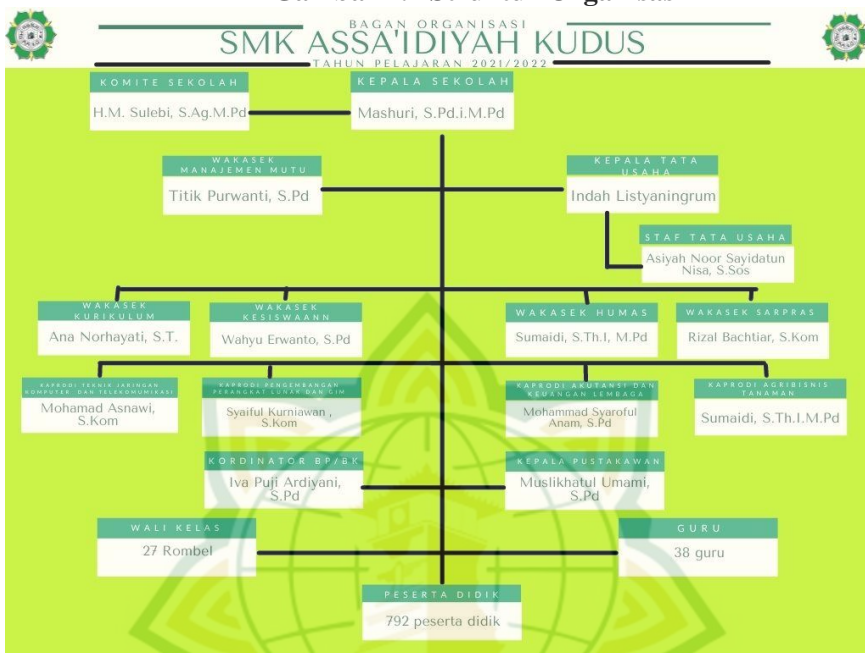 BAGAN ORGANISASI
SMK ASSA'IDIYAH KUDUS
TAHUN PELAJARAN 2021/2022
KOMITE SEKOLAH
H.M. Sulebi, S.Ag.M.Pd
KEPALA SEKOLAH
Mashuri, S.Pd.i.M.Pd
WAKASEK
MANAJEMEN MUTU
Titik Purwanti, S.Pd
KEPALA TATA
USAHA
Indah Listyaningrum
STAF TATA USAHA
Asiyah Noor Sayidatun
Nisa, S.Sos
WAKASEK
KURIKULUM
Ana Norhayati, S.T.
WAKASEK
KESISWAANN
Wahyu Erwanto, S.Pd
WAKASEK HUMAS
Sumaidi, S.Th.I, M.Pd
WAKASEK SARPRAS
Rizal Bachtiar, S.Kom
KAPRODI TEKNIK JARINGAN
KOMPUTER DAN TELEKOMUMIKASI
Mohamad Asnawi,
S.Kom
KAPRODI PENGEMBANGAN
PERANGKAT LUNAK DAN GIM
Syaiful Kurniawan ,
S.Kom
KAPRODI AKUTANSI DAN
KEUANGAN LEMBAGA
Mohammad Syaroful
Anam, S.Pd
KAPRODI AGRIBISNIS
TANAMAN
Sumaidi, S.Th.I.M.Pd
KORDINATOR BP/BK
Iva Puji Ardiyani,
S.Pd
KEPALA PUSTAKAWAN
Muslikhatul Umami,
S.Pd
WALI KELAS
27 Rombel
GURU
38 guru
PESERTA DIDIK
792 peserta didik